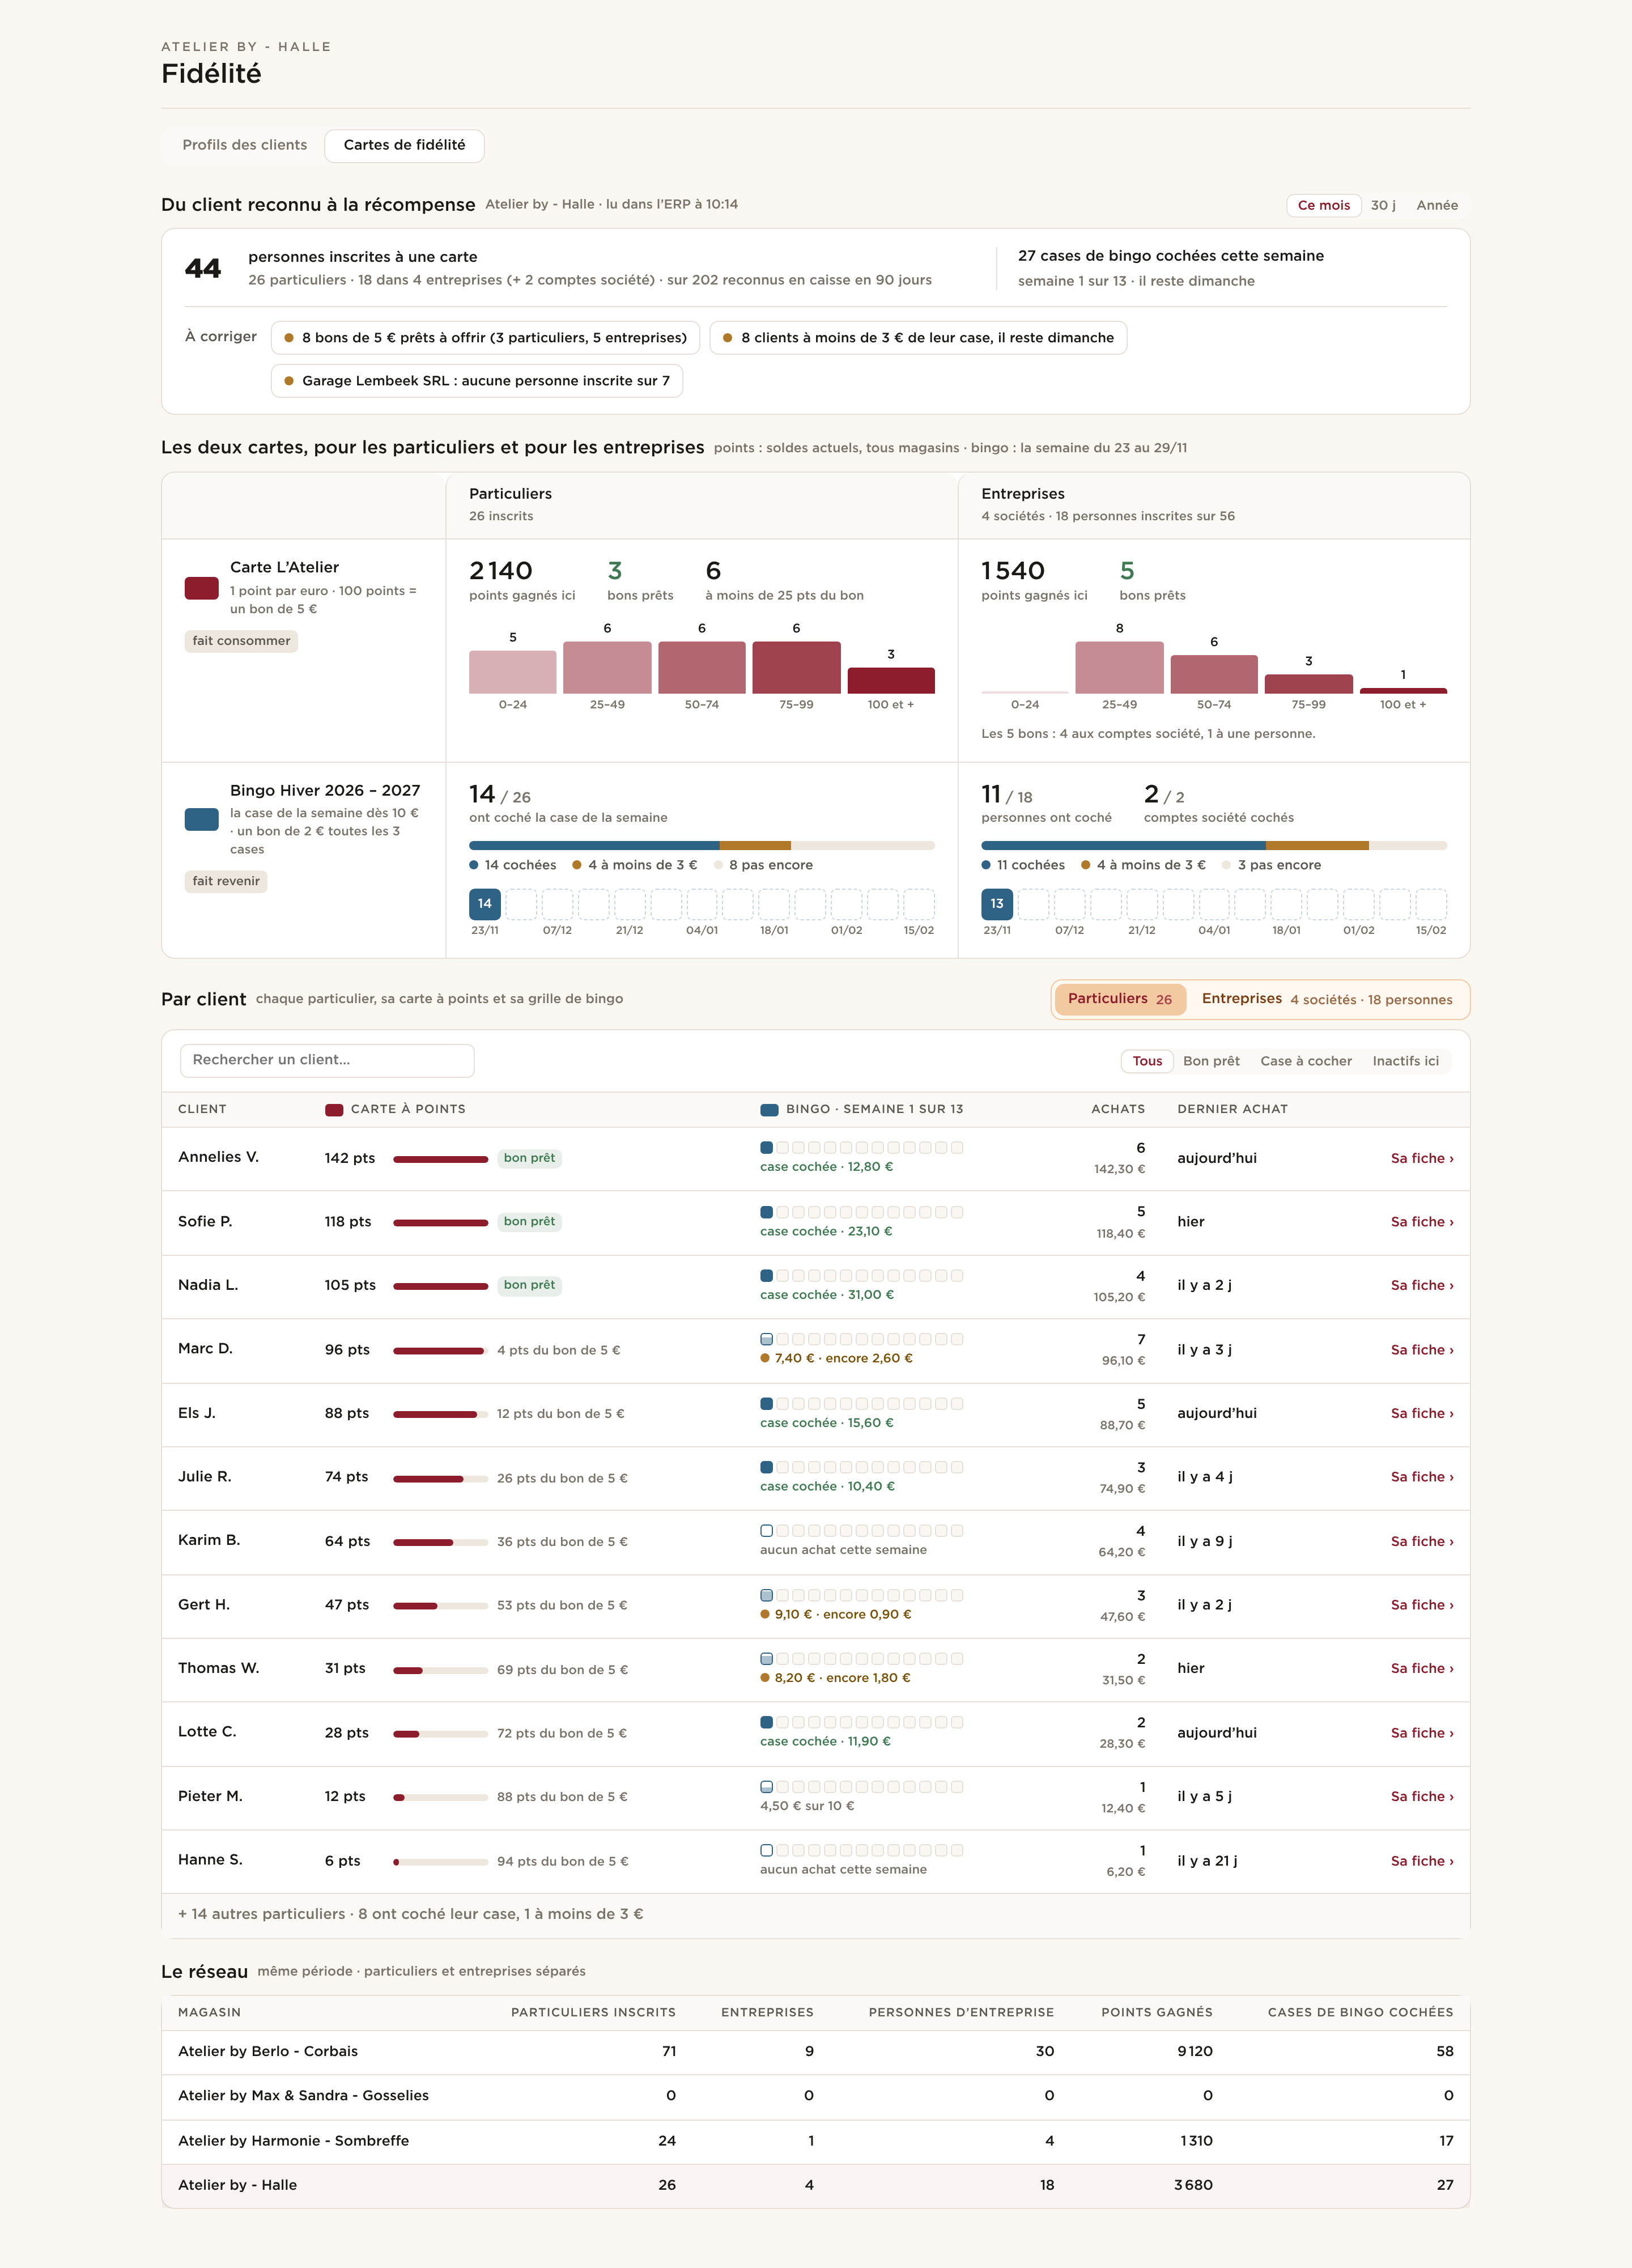 ATELIER BY - HALLE
Fidélité
Profils des clients Cartes de fidélité
Du client reconnu à la récompense Atelier by - Halle · lu dans l'ERP à 10:14
Ce mois 30 j Année
44 personnes inscrites à une carte
26 particuliers · 18 dans 4 entreprises (+ 2 comptes société) · sur 202 reconnus en caisse en 90 jours
27 cases de bingo cochées cette semaine
semaine 1 sur 13 · il reste dimanche
À corriger
8 bons de 5 € prêts à offrir (3 particuliers, 5 entreprises)
8 clients à moins de 3 € de leur case, il reste dimanche
Garage Lembeek SRL : aucune personne inscrite sur 7
Les deux cartes, pour les particuliers et pour les entreprises points : soldes actuels, tous magasins · bingo : la semaine du 23 au 29/11
Particuliers
26 inscrits
Entreprises
4 sociétés · 18 personnes inscrites sur 56
Carte L'Atelier
1 point par euro · 100 points =
un bon de 5 €
fait consommer
2 140 3 6
points gagnés ici bons prêts à moins de 25 pts du bon
5 6 6 6 3
0–24 25–49 50–74 75–99 100 et +
1 540 5
points gagnés ici bons prêts
8 6 3 1
0–24 25–49 50–74 75–99 100 et +
Les 5 bons : 4 aux comptes société, 1 à une personne.
Bingo Hiver 2026 – 2027
la case de la semaine dès 10 €
· un bon de 2 € toutes les 3
cases
fait revenir
14 / 26
ont coché la case de la semaine
14 cochées 4 à moins de 3 € 8 pas encore
14
23/11 07/12 21/12 04/01 18/01 01/02 15/02
11 / 18 2 / 2
personnes ont coché comptes société cochés
11 cochées 4 à moins de 3 € 3 pas encore
13
23/11 07/12 21/12 04/01 18/01 01/02 15/02
Par client chaque particulier, sa carte à points et sa grille de bingo
Particuliers 26 Entreprises 4 sociétés · 18 personnes
Rechercher un client...
Tous Bon prêt Case à cocher Inactifs ici
CLIENT CARTE À POINTS BINGO · SEMAINE 1 SUR 13 ACHATS DERNIER ACHAT
Annelies V. 142 pts bon prêt case cochée · 12,80 € 6 142,30 € aujourd'hui Sa fiche ›
Sofie P. 118 pts bon prêt case cochée · 23,10 € 5 118,40 € hier Sa fiche ›
Nadia L. 105 pts bon prêt case cochée · 31,00 € 4 105,20 € il y a 2 j Sa fiche ›
Marc D. 96 pts 4 pts du bon de 5 € 7,40 € · encore 2,60 € 7 96,10 € il y a 3 j Sa fiche ›
Els J. 88 pts 12 pts du bon de 5 € case cochée · 15,60 € 5 88,70 € aujourd'hui Sa fiche ›
Julie R. 74 pts 26 pts du bon de 5 € case cochée · 10,40 € 3 74,90 € il y a 4 j Sa fiche ›
Karim B. 64 pts 36 pts du bon de 5 € aucun achat cette semaine 4 64,20 € il y a 9 j Sa fiche ›
Gert H. 47 pts 53 pts du bon de 5 € 9,10 € · encore 0,90 € 3 47,60 € il y a 2 j Sa fiche ›
Thomas W. 31 pts 69 pts du bon de 5 € 8,20 € · encore 1,80 € 2 31,50 € hier Sa fiche ›
Lotte C. 28 pts 72 pts du bon de 5 € case cochée · 11,90 € 2 28,30 € aujourd'hui Sa fiche ›
Pieter M. 12 pts 88 pts du bon de 5 € 4,50 € sur 10 € 1 12,40 € il y a 5 j Sa fiche ›
Hanne S. 6 pts 94 pts du bon de 5 € aucun achat cette semaine 1 6,20 € il y a 21 j Sa fiche ›
+ 14 autres particuliers · 8 ont coché leur case, 1 à moins de 3 €
Le réseau même période · particuliers et entreprises séparés
MAGASIN PARTICULIERS INSCRITS ENTREPRISES PERSONNES D'ENTREPRISE POINTS GAGNÉS CASES DE BINGO COCHÉES
Atelier by Berlo - Corbais 71 9 30 9 120 58
Atelier by Max & Sandra - Gosselies 0 0 0 0 0
Atelier by Harmonie - Sombreffe 24 1 4 1 310 17
Atelier by - Halle 26 4 18 3 680 27